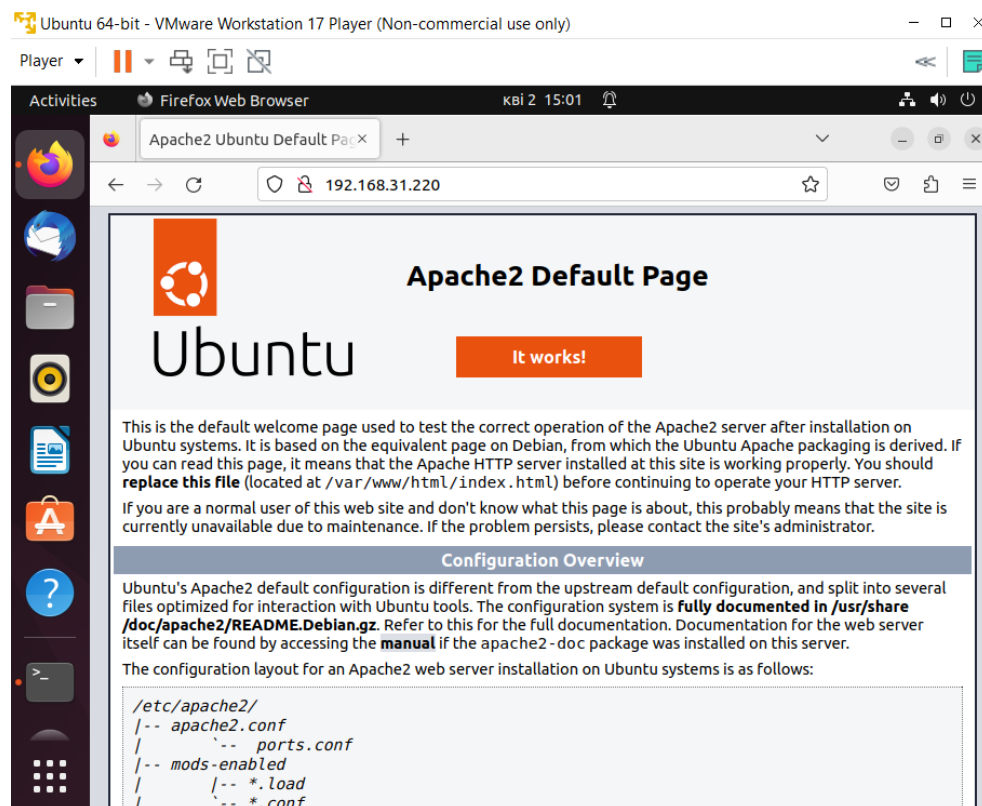 Ubuntu 64-bit - VMware Workstation 17 Player (Non-commercial use only)
Player
Activities
Firefox Web Browser
кві 2 15:01
Apache2 Ubuntu Default Pag
192.168.31.220
Apache2 Default Page
Ubuntu
It works!
This is the default welcome page used to test the correct operation of the Apache2 server after installation on
Ubuntu systems. It is based on the equivalent page on Debian, from which the Ubuntu Apache packaging is derived. If
you can read this page, it means that the Apache HTTP server installed at this site is working properly. You should
replace this file (located at /var/www/html/index.html) before continuing to operate your HTTP server.
If you are a normal user of this web site and don't know what this page is about, this probably means that the site is
currently unavailable due to maintenance. If the problem persists, please contact the site's administrator.
Configuration Overview
Ubuntu's Apache2 default configuration is different from the upstream default configuration, and split into several
files optimized for interaction with Ubuntu tools. The configuration system is fully documented in /usr/share
/doc/apache2/README.Debian.gz. Refer to this for the full documentation. Documentation for the web server
itself can be found by accessing the manual if the apache2-doc package was installed on this server.
The configuration layout for an Apache2 web server installation on Ubuntu systems is as follows:
/etc/apache2/
|-- apache2.conf
|       `--  ports.conf
|-- mods-enabled
|       |-- *.load
|       `-- *.conf